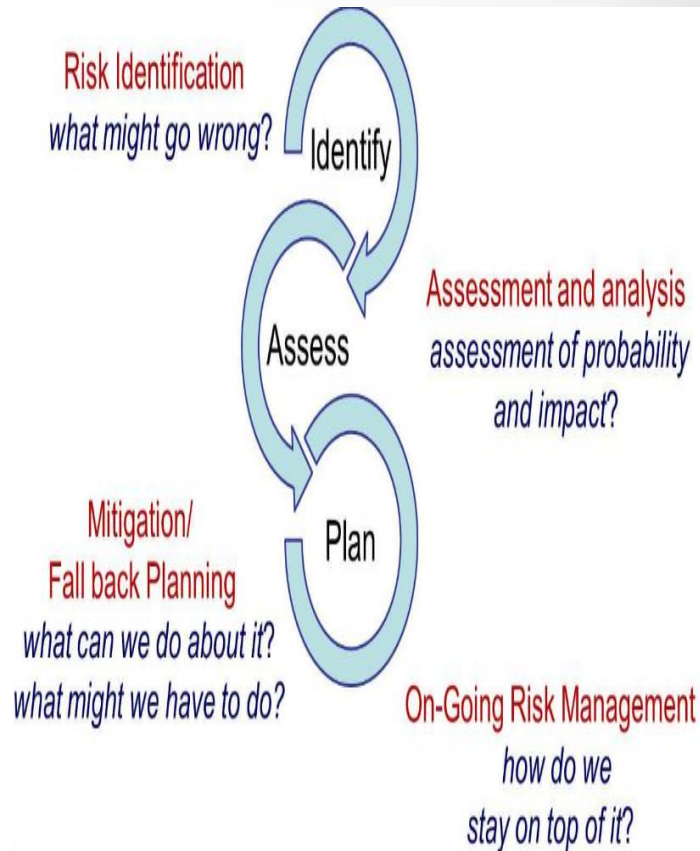 Risk Identification
what might go wrong?
Identify
Assessment and analysis
assessment of probability
and impact?
Assess
Mitigation/
Fall back Planning
what can we do about it?
what might we have to do?
Plan
On-Going Risk Management
how do we
stay on top of it?